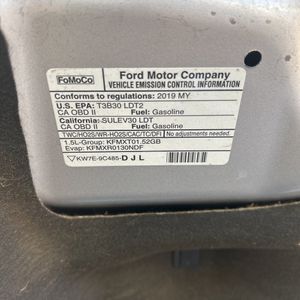 FoMoCo
Ford Motor Company
VEHICLE EMISSION CONTROL INFORMATION
Conforms to regulations: 2019 MY
U.S. EPA: T3B30 LDT2
CA OBD II Fuel: Gasoline
California:SULEV30 LDT
CA OBD II Fuel: Gasoline
TWC/HO2S/WR-HO2S/CAC/TC/DFI No adjustments needed.
1.5L-Group: KFMXT01.52GB
Evap: KFMXR0130NDF
KW7E-9C485-DJL